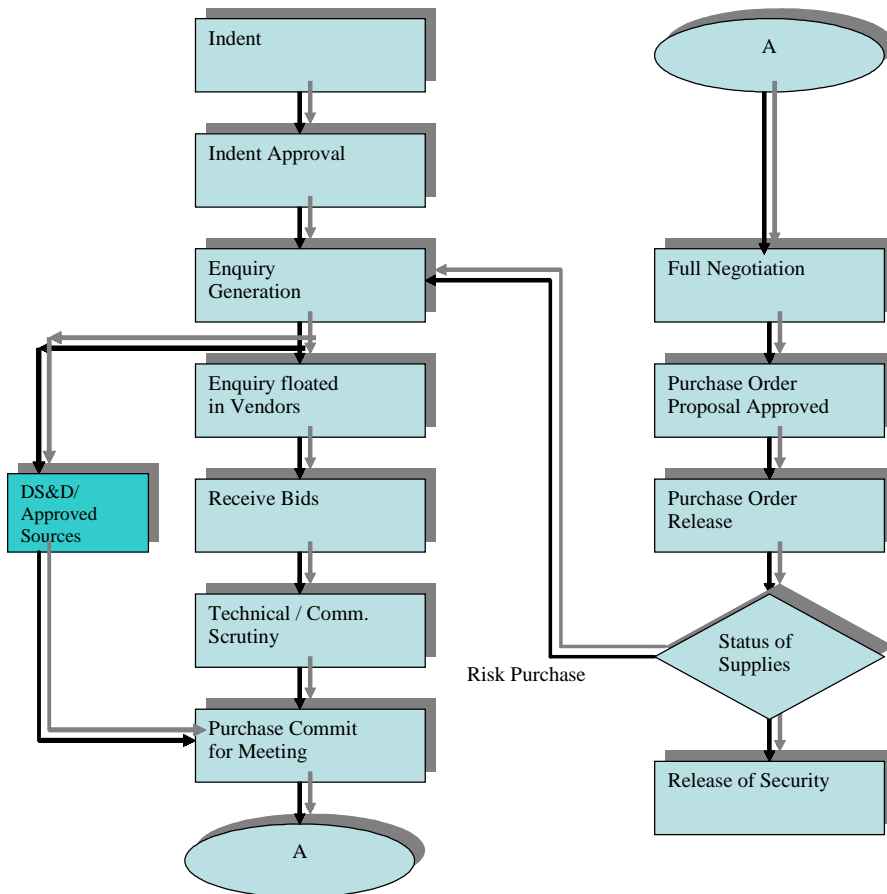 Indent
Indent Approval
Enquiry
Generation
Enquiry floated
in Vendors
DS&D/
Approved
Sources
Receive Bids
Technical / Comm.
Scrutiny
Purchase Commit
for Meeting
A
A
Full Negotiation
Purchase Order
Proposal Approved
Purchase Order
Release
Status of
Supplies
Risk Purchase
Release of Security